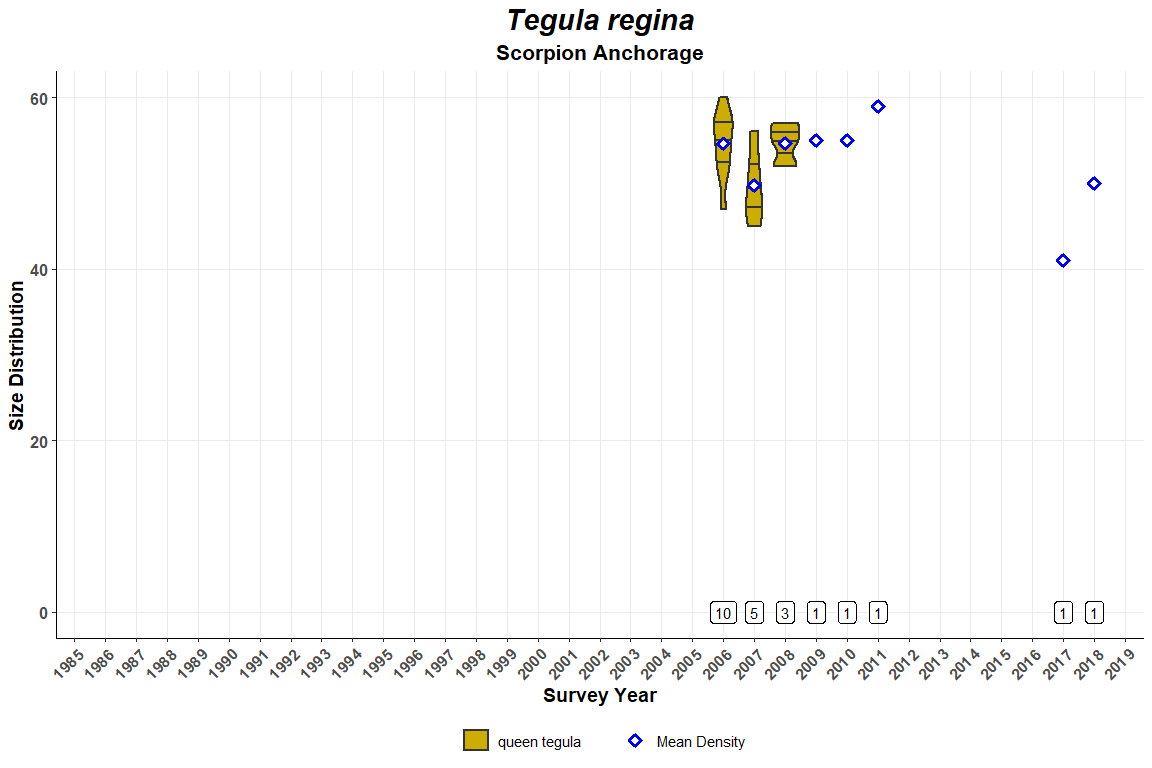 Tegula regina
Scorpion Anchorage
Size Distribution
60
40
20
0
10 5 3 1 1 1 1 1
1985 1986 1987 1988 1989 1990 1991 1992 1993 1994 1995 1996 1997 1998 1999 2000 2001 2002 2003 2004 2005 2006 2007 2008 2009 2010 2011 2012 2013 2014 2015 2016 2017 2018 2019
Survey Year
queen tegula Mean Density